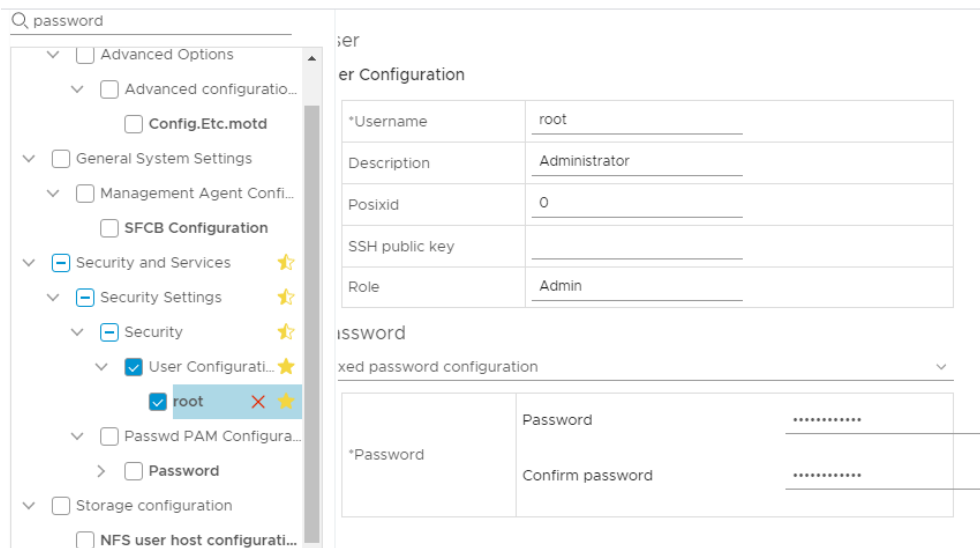 password
Advanced Options
Advanced configuratio...
Config.Etc.motd
General System Settings
Management Agent Confi...
SFCB Configuration
Security and Services
Security Settings
Security
User Configurati...
root
Passwd PAM Configura...
Password
Storage configuration
NFS user host configurati...
ser
er Configuration
*Username root
Description Administrator
Posixid 0
SSH public key
Role Admin
assword
xed password configuration
*Password
Password ••••••••••••
Confirm password ••••••••••••